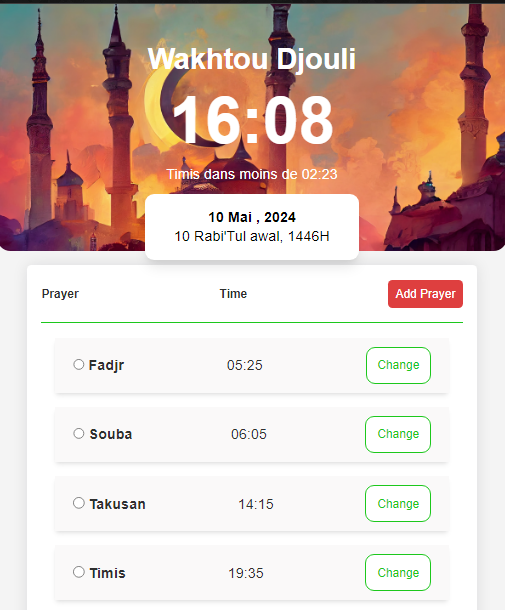 Wakhtou Djouli
16:08
Timis dans moins de 02:23
10 Mai , 2024
10 Rabi'Tul awal, 1446H
Prayer Time Add Prayer
Fadjr 05:25 Change
Souba 06:05 Change
Takusan 14:15 Change
Timis 19:35 Change